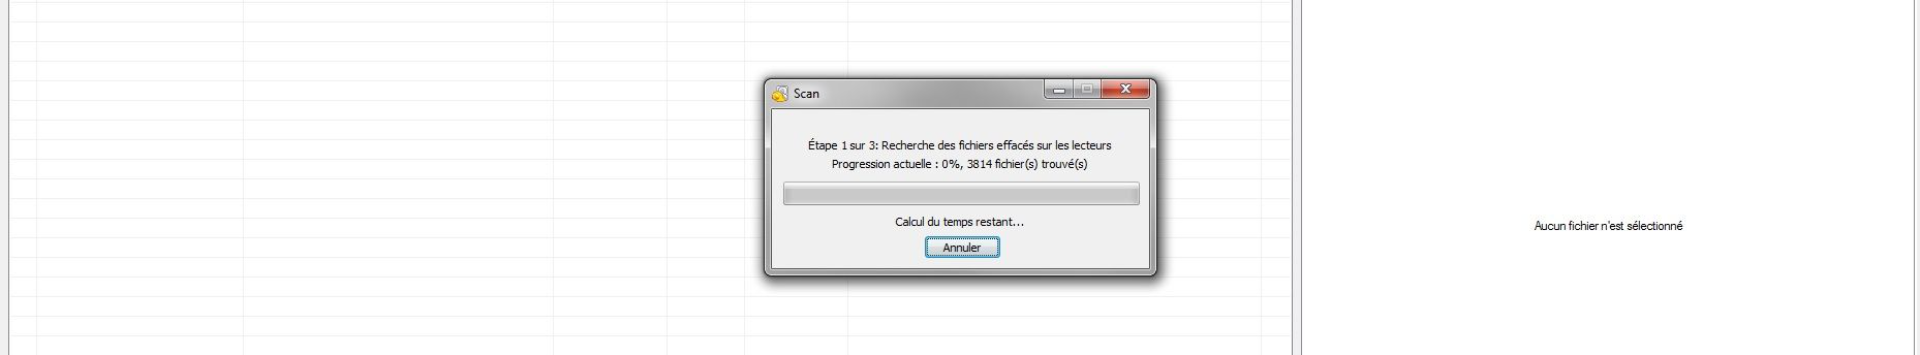 Scan
Étape 1 sur 3: Recherche des fichiers effacés sur les lecteurs
Progression actuelle : 0%, 3814 fichier(s) trouvé(s)
Calcul du temps restant...
Annuler
Aucun fichier n'est sélectionné